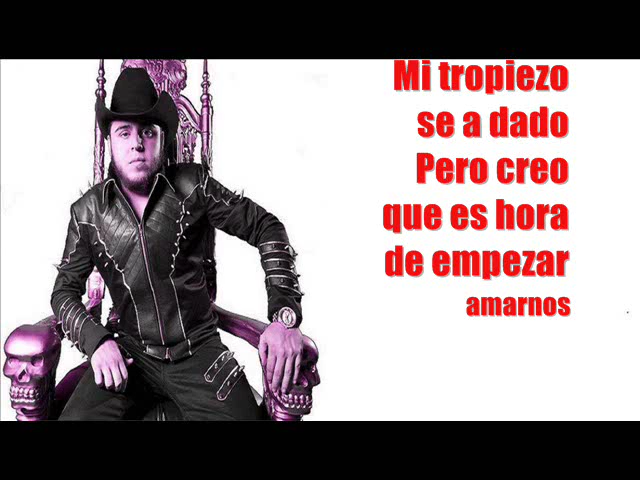 Mi tropiezo
se a dado
Pero creo
que es hora
de empezar
amarnos